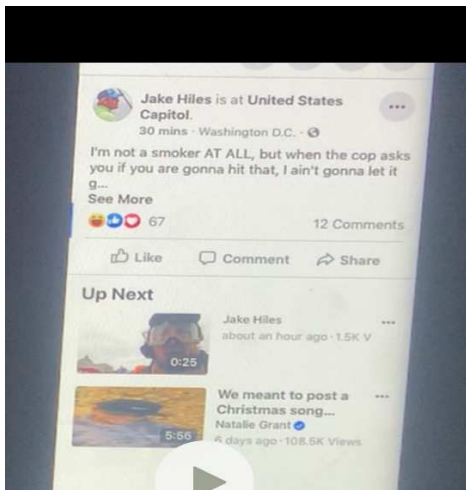 Jake Hiles is at United States
Capitol.
30 mins · Washington D.C. ·
I'm not a smoker AT ALL, but when the cop asks
you if you are gonna hit that, I ain't gonna let it
g...
See More
67
12 Comments
Like
Comment
Share
Up Next
Jake Hiles
about an hour ago · 1.5K V
0:25
We meant to post a
Christmas song...
Natalie Grant
6 days ago · 108.5K Views
5:56